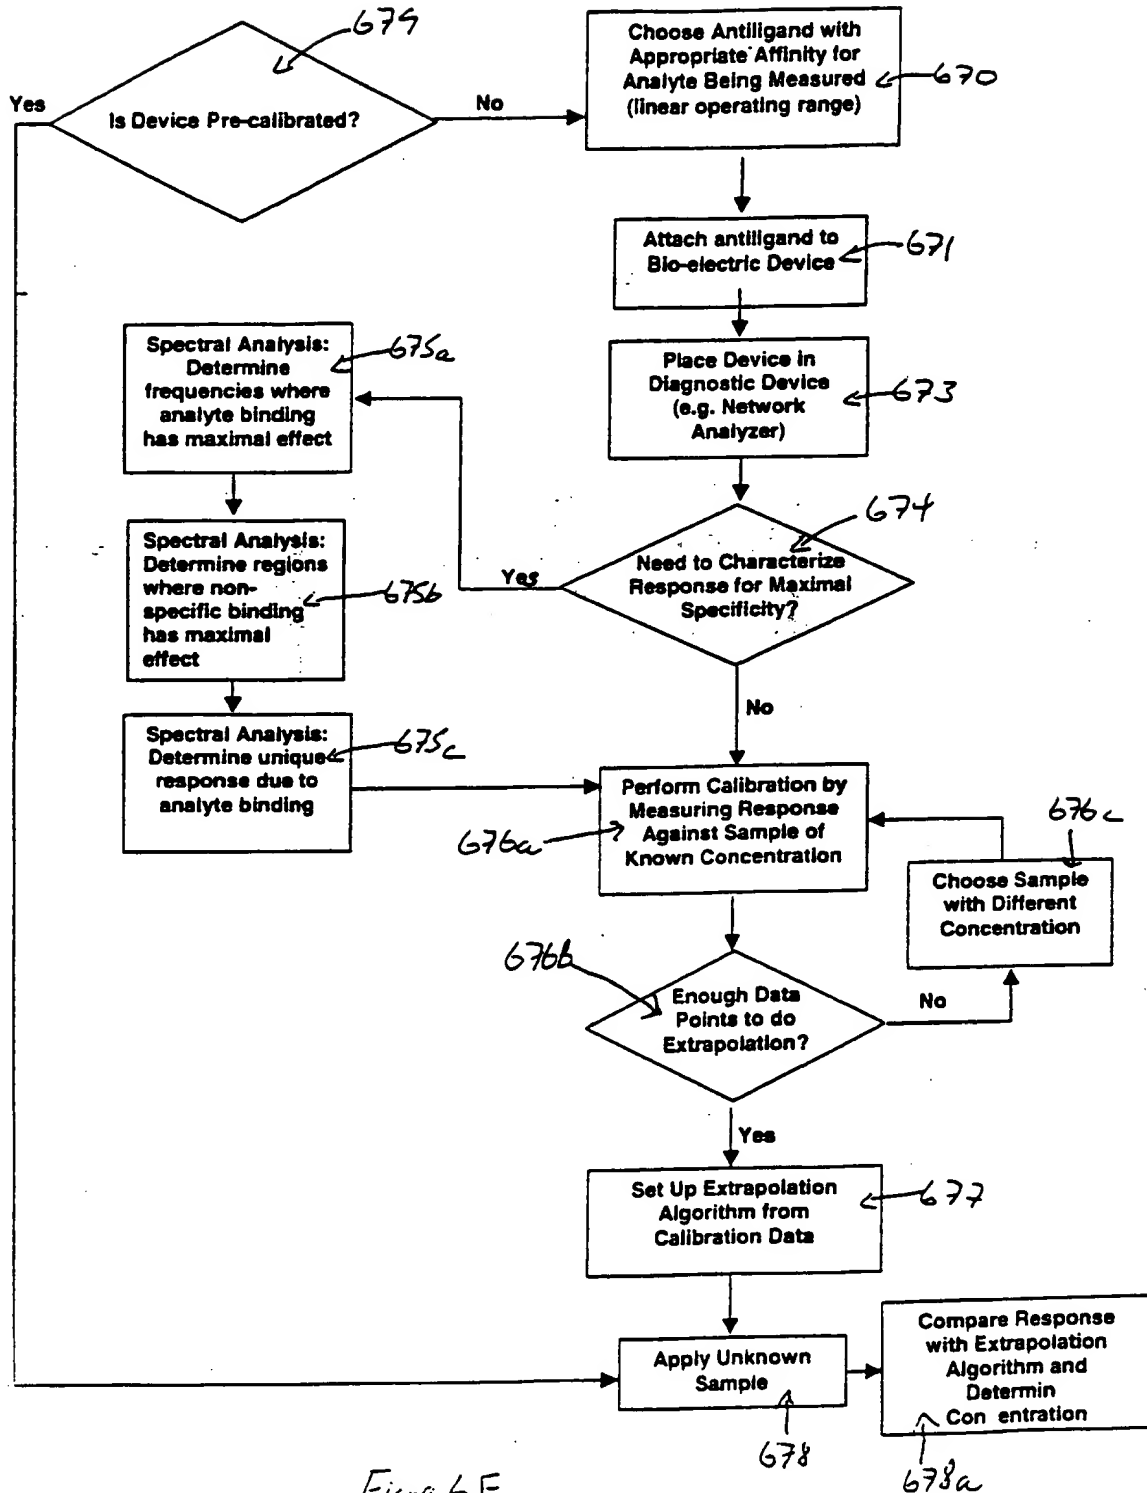 679
Yes
Is Device Pre-calibrated?
No
Choose Antiligand with
Appropriate Affinity for
Analyte Being Measured
(linear operating range)
670
Attach antiligand to
Bio-electric Device
671
Place Device in
Diagnostic Device
(e.g. Network
Analyzer)
673
Need to Characterize
Response for Maximal
Specificity?
674
Yes
No
Spectral Analysis:
Determine
frequencies where
analyte binding
has maximal effect
675a
Spectral Analysis:
Determine regions
where non-
specific binding
has maximal
effect
675b
Spectral Analysis:
Determine unique
response due to
analyte binding
675c
Perform Calibration by
Measuring Response
Against Sample of
Known Concentration
676a
676c
Choose Sample
with Different
Concentration
676b
Enough Data
Points to do
Extrapolation?
No
Yes
Set Up Extrapolation
Algorithm from
Calibration Data
677
Apply Unknown
Sample
678
Compare Response
with Extrapolation
Algorithm and
Determin
Con entration
678a
6F